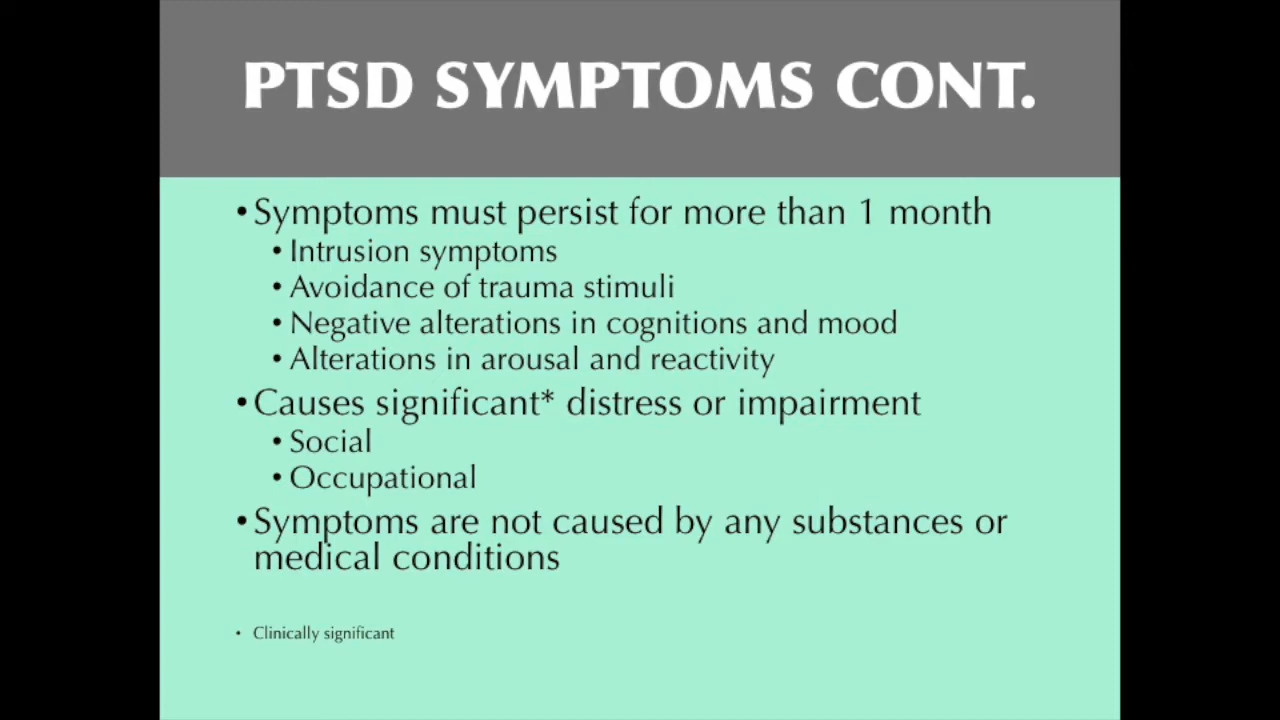 PTSD SYMPTOMS CONT.
• Symptoms must persist for more than 1 month
• Intrusion symptoms
• Avoidance of trauma stimuli
• Negative alterations in cognitions and mood
• Alterations in arousal and reactivity
• Causes significant* distress or impairment
• Social
• Occupational
• Symptoms are not caused by any substances or
medical conditions
• Clinically significant